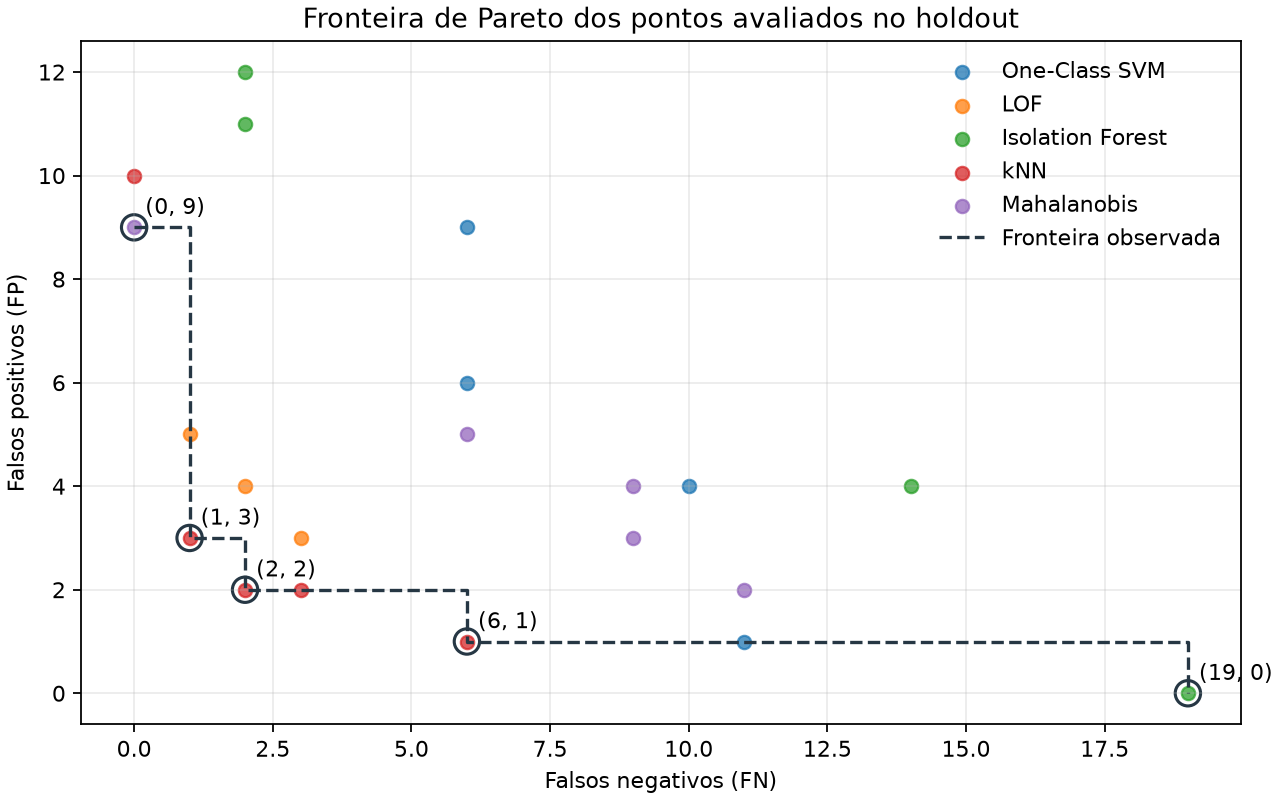 Fronteira de Pareto dos pontos avaliados no holdout
One-Class SVM
LOF
Isolation Forest
kNN
Mahalanobis
Fronteira observada
Falsos positivos (FP)
12
10
8
6
4
2
0
(0, 9)
(1, 3)
(2, 2)
(6, 1)
(19, 0)
0.0 2.5 5.0 7.5 10.0 12.5 15.0 17.5
Falsos negativos (FN)